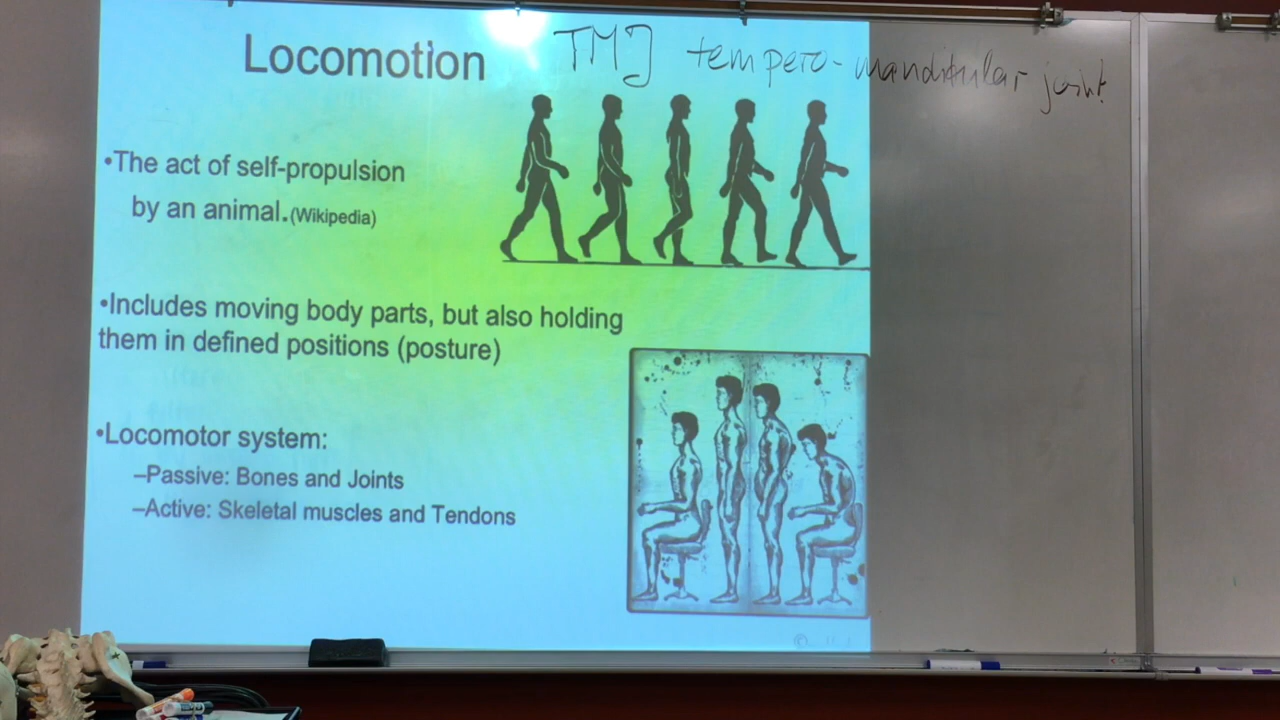 Locomotion
TMJ tempero-mandibular joint
•The act of self-propulsion
by an animal.(Wikipedia)
•Includes moving body parts, but also holding
them in defined positions (posture)
•Locomotor system:
–Passive: Bones and Joints
–Active: Skeletal muscles and Tendons